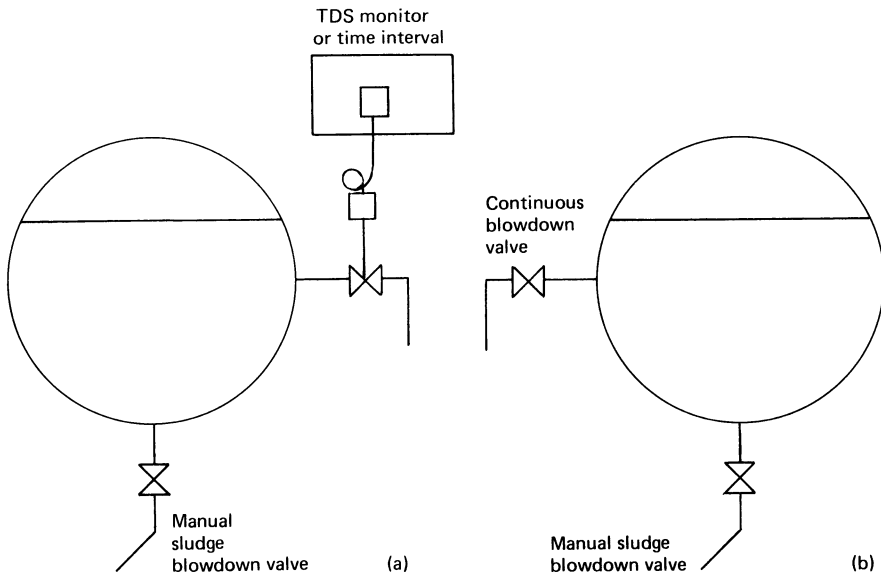 TDS monitor
or time interval
Continuous
blowdown
valve
Manual
sludge
blowdown valve
(a)
Manual sludge
blowdown valve
(b)